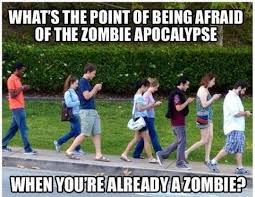 WHAT'S THE POINT OF BEING AFRAID
OF THE ZOMBIE APOCALYPSE
WHEN YOU'RE ALREADY A ZOMBIE?